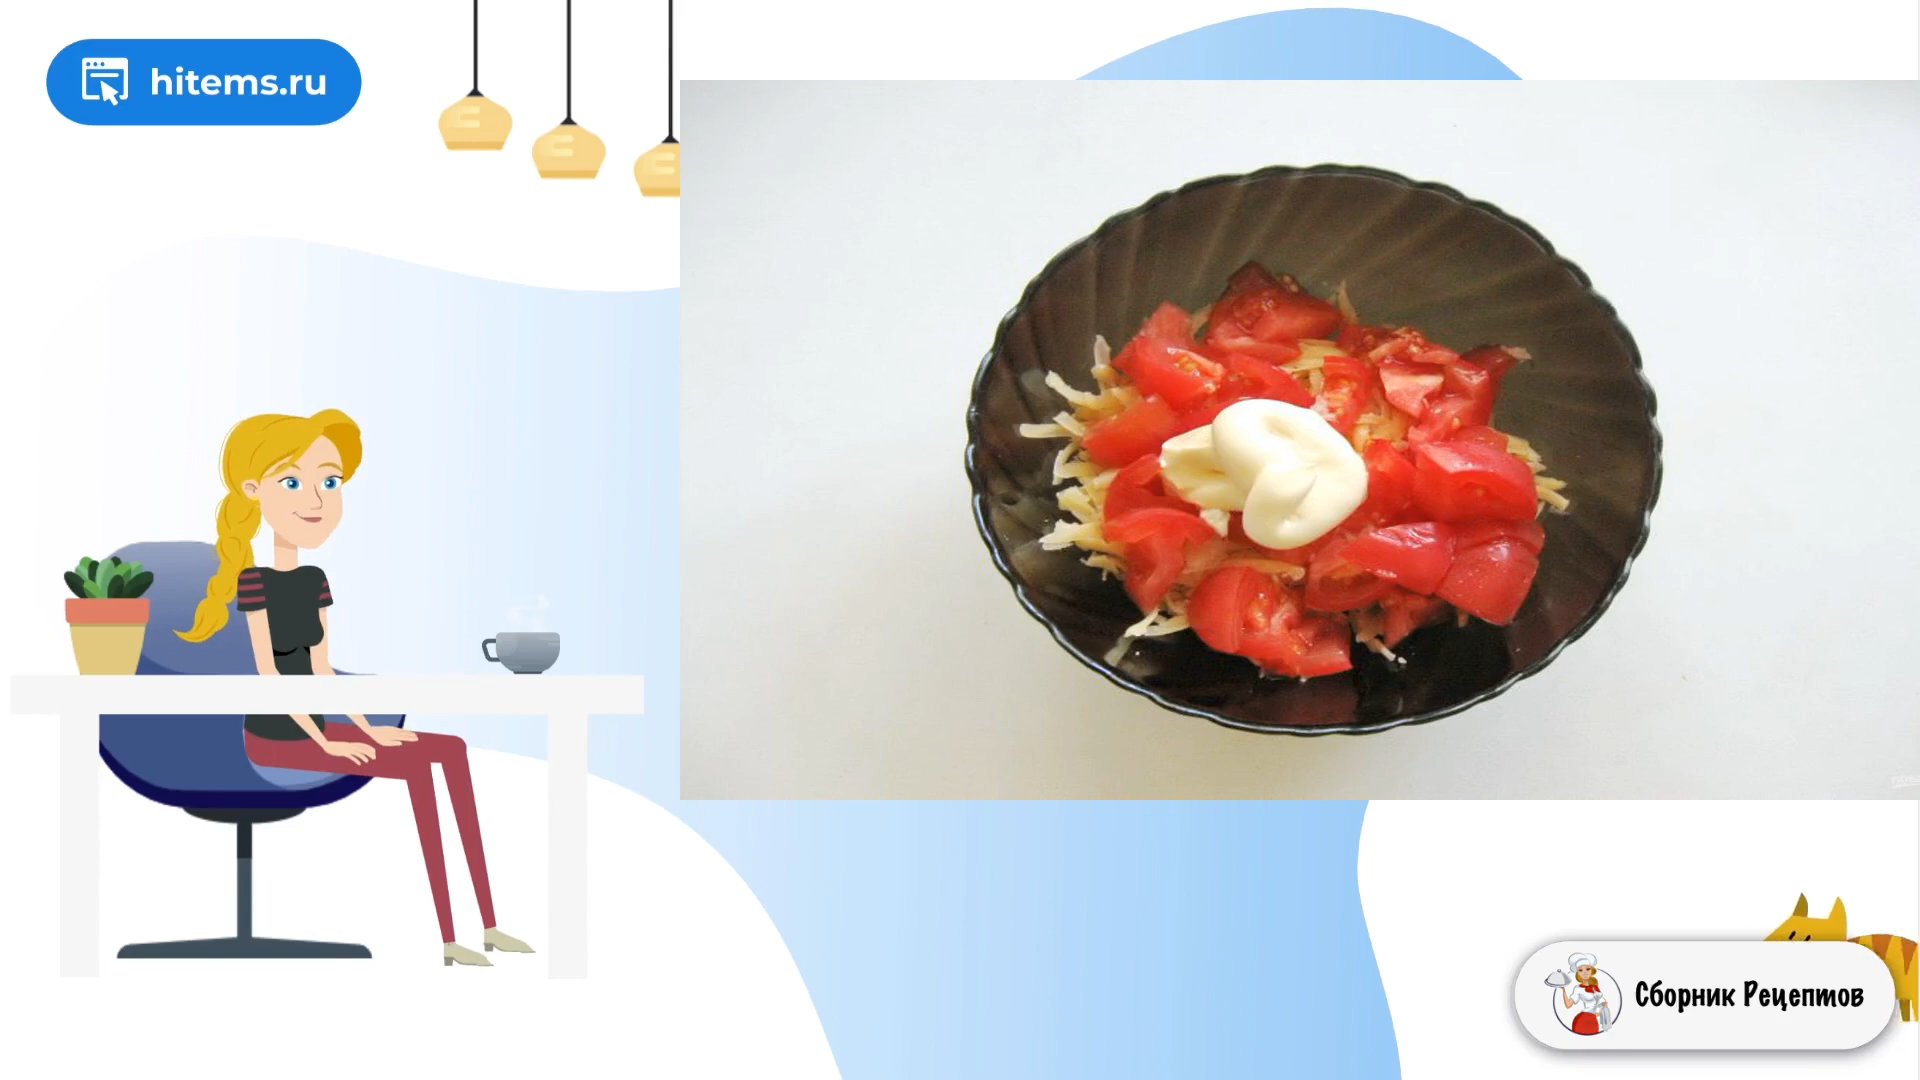 hitems.ru
Сборник Рецептов